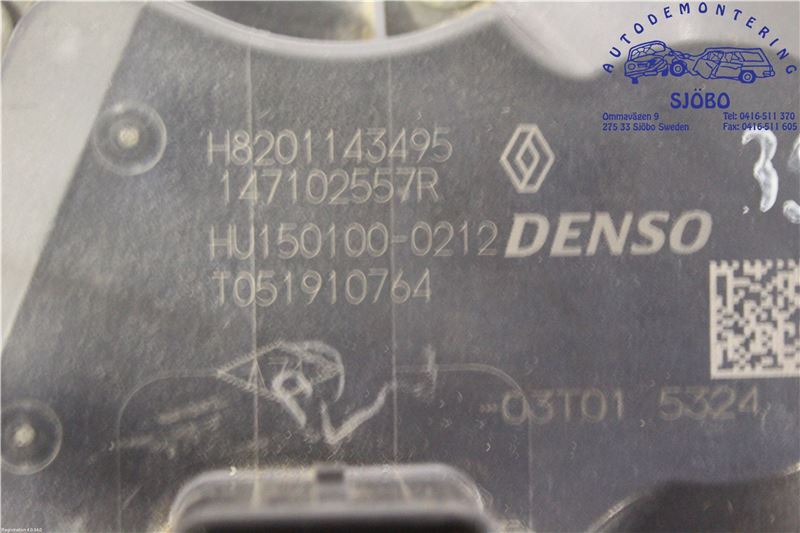 AUTODEMONTERING
SJÖBO
Ommavägen 9 Tel: 0416-511 370
275 33 Sjöbo Sweden Fax: 0416-511 605
H8201143495
147102557R
HU150100-0212 DENSO
T051910764
03T01 5324